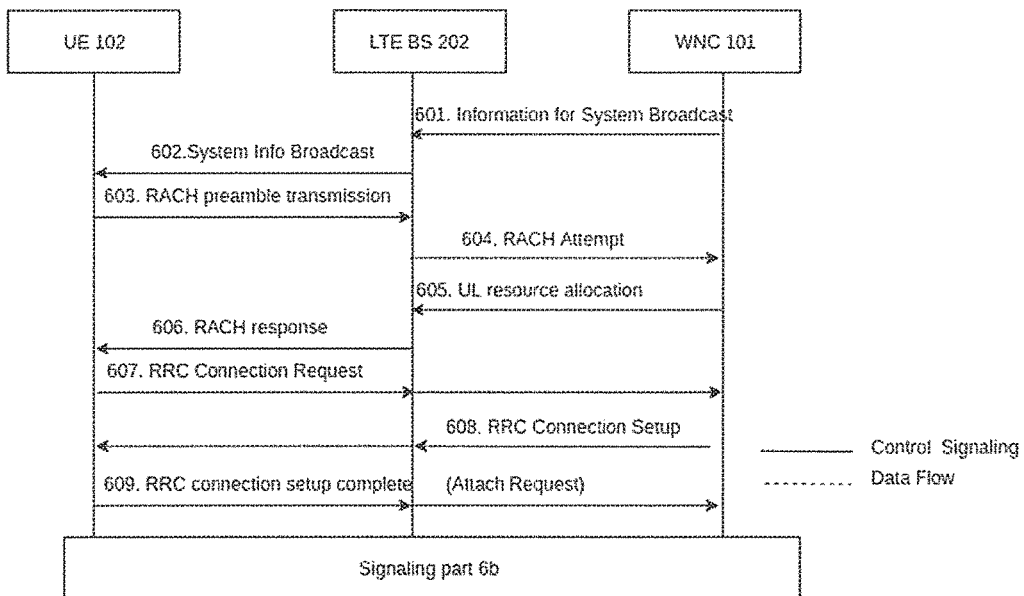 UE 102
LTE BS 202
WNC 101
601. Information for System Broadcast
602.System Info Broadcast
603. RACH preamble transmission
604. RACH Attempt
605. UL resource allocation
606. RACH response
607. RRC Connection Request
608. RRC Connection Setup
Control Signaling
Data Flow
609. RRC connection setup complete (Attach Request)
Signaling part 6b